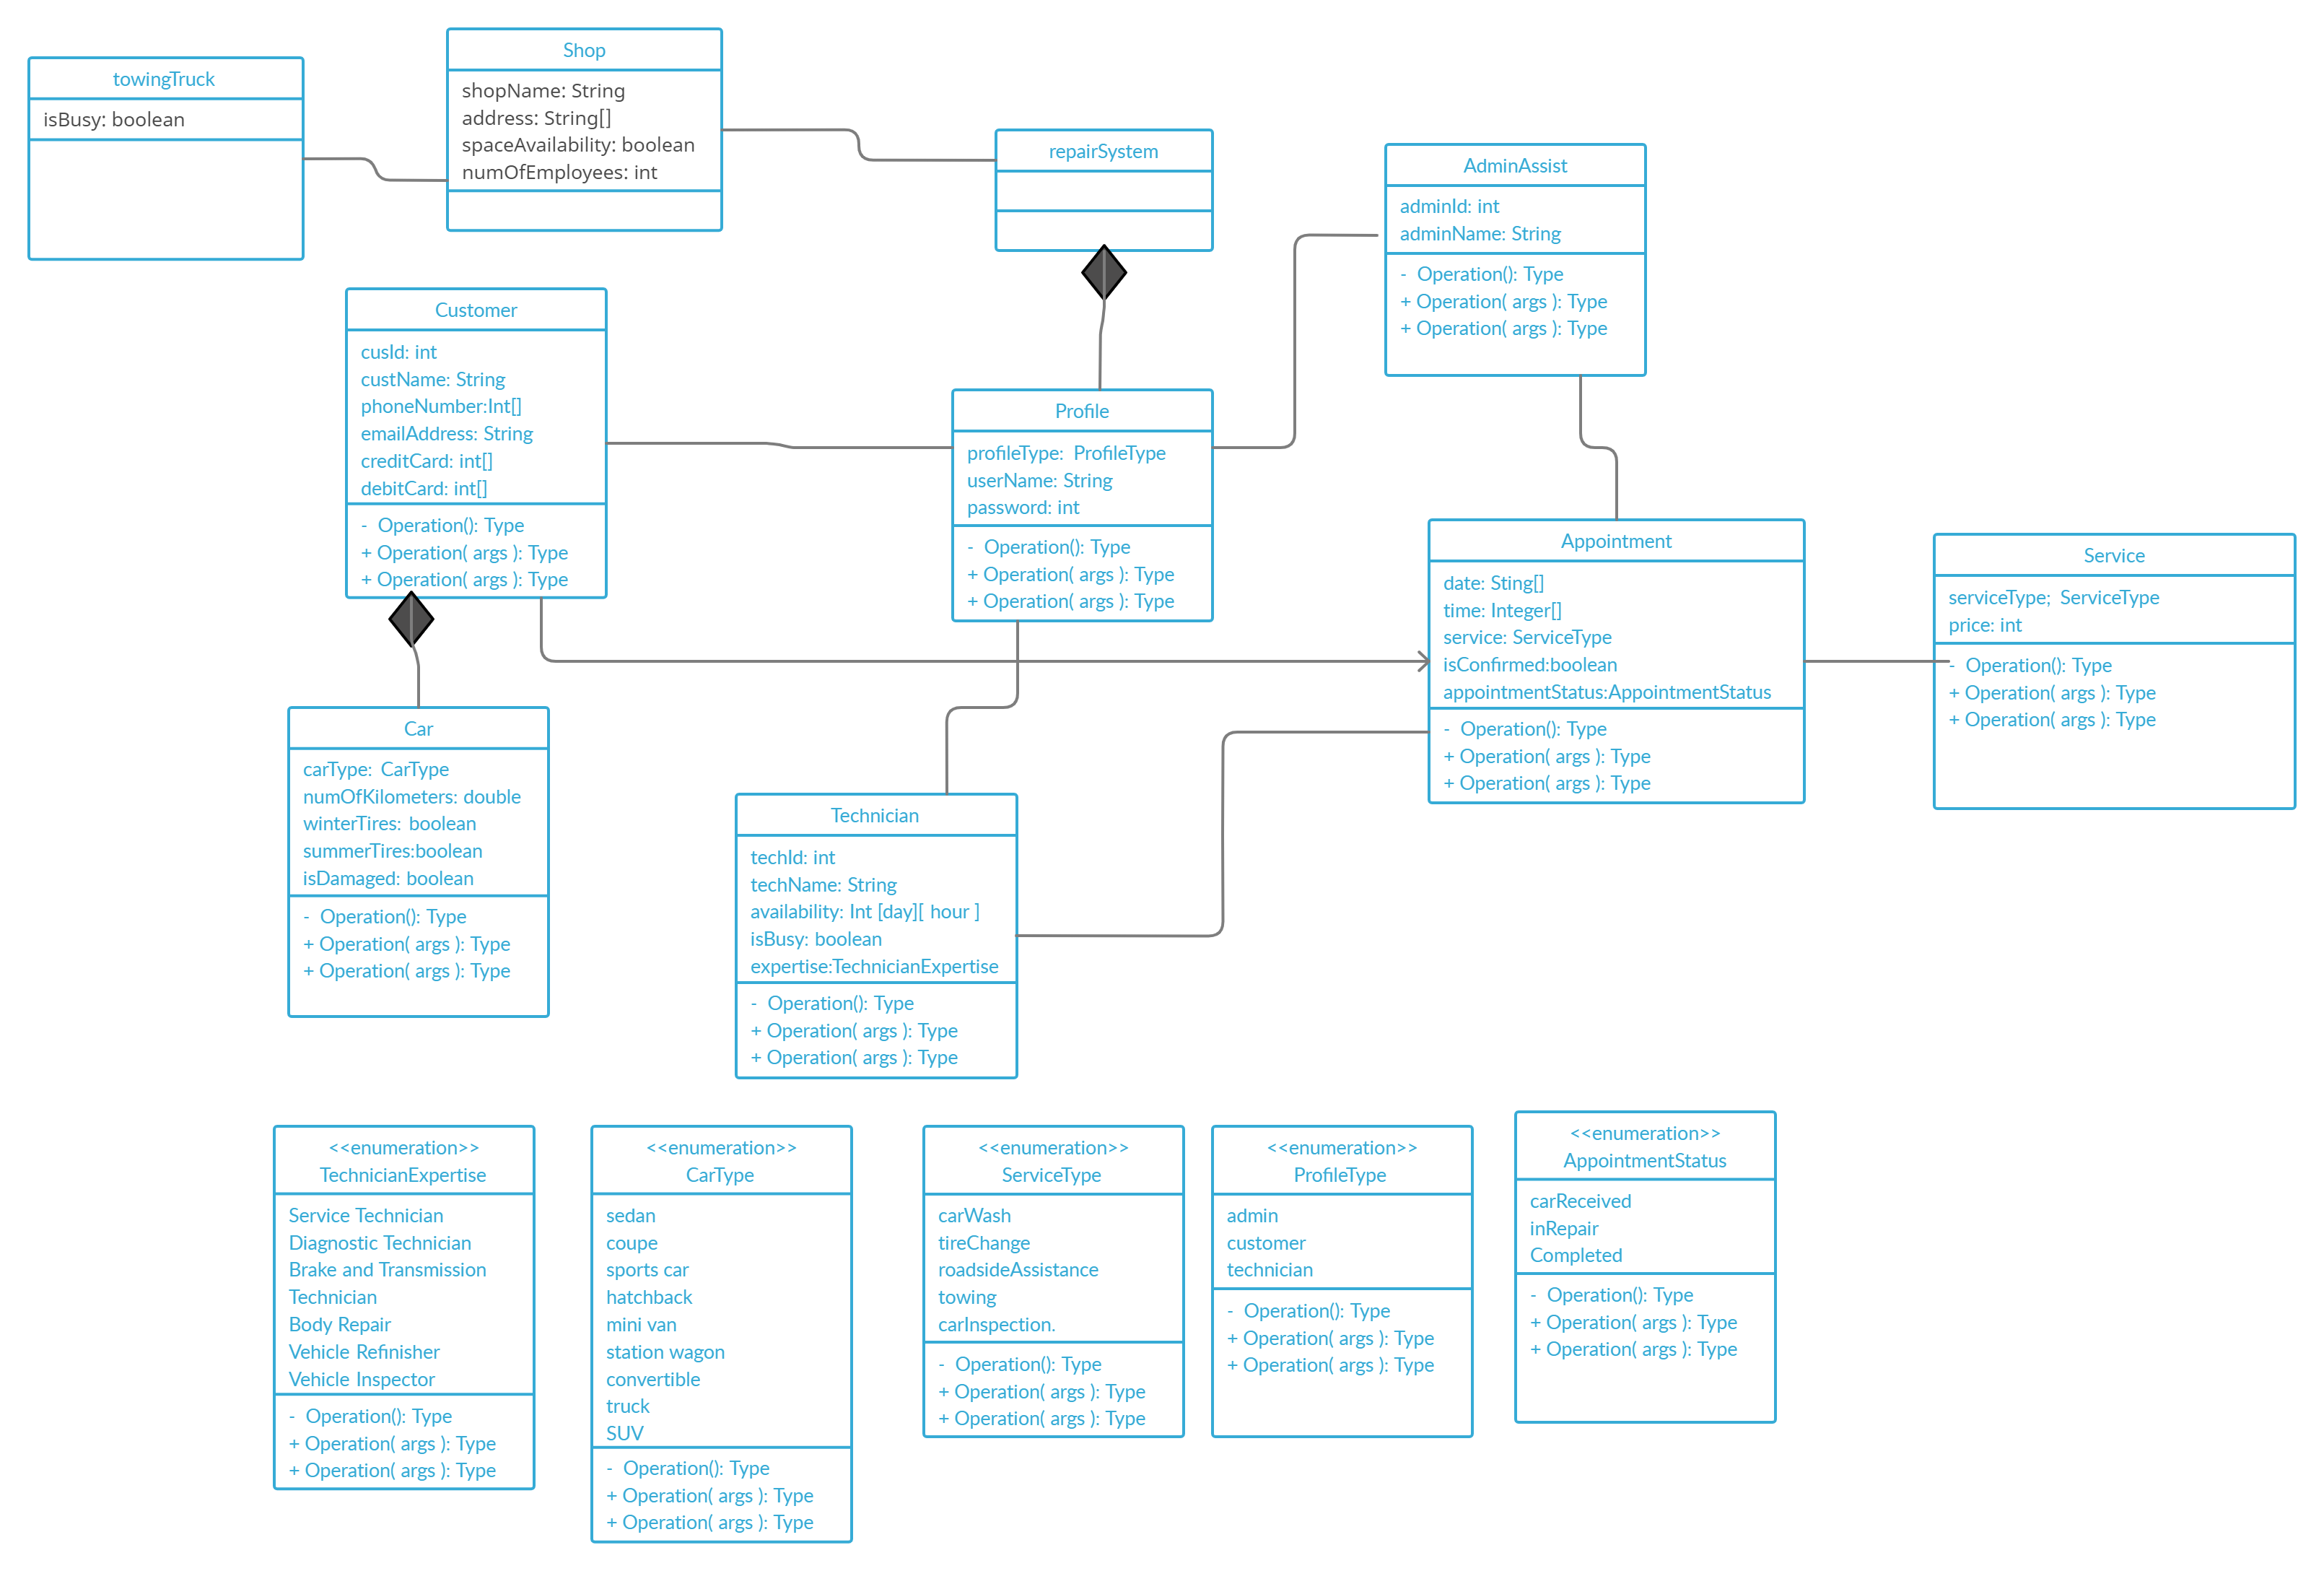 towingTruck
isBusy: boolean
Shop
shopName: String
address: String[]
spaceAvailability: boolean
numOfEmployees: int
repairSystem
AdminAssist
adminId: int
adminName: String
- Operation(): Type
+ Operation( args ): Type
+ Operation( args ): Type
Customer
cusId: int
custName: String
phoneNumber:Int[]
emailAddress: String
creditCard: int[]
debitCard: int[]
- Operation(): Type
+ Operation( args ): Type
+ Operation( args ): Type
Profile
profileType: ProfileType
userName: String
password: int
- Operation(): Type
+ Operation( args ): Type
+ Operation( args ): Type
Appointment
date: Sting[]
time: Integer[]
service: ServiceType
isConfirmed:boolean
appointmentStatus:AppointmentStatus
- Operation(): Type
+ Operation( args ): Type
+ Operation( args ): Type
Service
serviceType; ServiceType
price: int
- Operation(): Type
+ Operation( args ): Type
+ Operation( args ): Type
Car
carType: CarType
numOfKilometers: double
winterTires: boolean
summerTires:boolean
isDamaged: boolean
- Operation(): Type
+ Operation( args ): Type
+ Operation( args ): Type
Technician
techId: int
techName: String
availability: Int [day][ hour ]
isBusy: boolean
expertise:TechnicianExpertise
- Operation(): Type
+ Operation( args ): Type
+ Operation( args ): Type
<<enumeration>>
TechnicianExpertise
Service Technician
Diagnostic Technician
Brake and Transmission
Technician
Body Repair
Vehicle Refinisher
Vehicle Inspector
- Operation(): Type
+ Operation( args ): Type
+ Operation( args ): Type
<<enumeration>>
CarType
sedan
coupe
sports car
hatchback
mini van
station wagon
convertible
truck
SUV
- Operation(): Type
+ Operation( args ): Type
+ Operation( args ): Type
<<enumeration>>
ServiceType
carWash
tireChange
roadsideAssistance
towing
carInspection.
- Operation(): Type
+ Operation( args ): Type
+ Operation( args ): Type
<<enumeration>>
ProfileType
admin
customer
technician
- Operation(): Type
+ Operation( args ): Type
+ Operation( args ): Type
<<enumeration>>
AppointmentStatus
carReceived
inRepair
Completed
- Operation(): Type
+ Operation( args ): Type
+ Operation( args ): Type